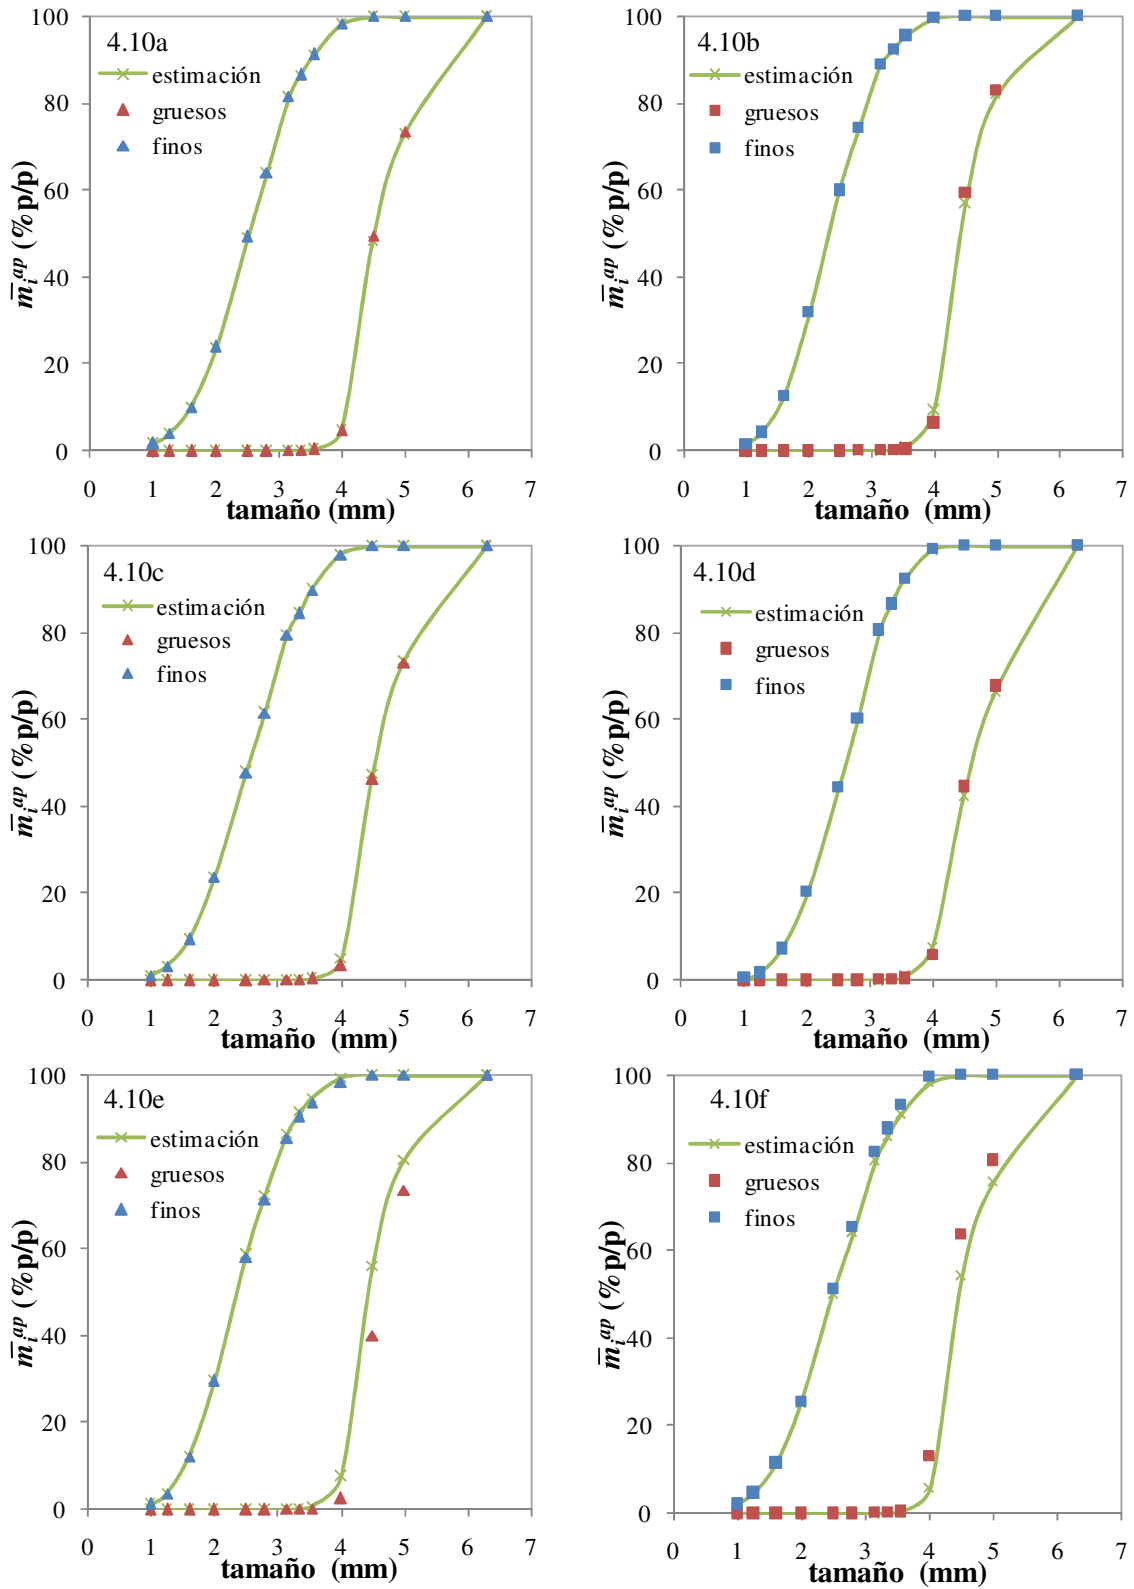 4.10a
estimación
gruesos
finos
100
80
60
40
20
0
0 1 2 3 4 5 6 7
m̅ᵢᵃᵖ (%p/p)
tamaño (mm)
4.10b
estimación
gruesos
finos
100
80
60
40
20
0
0 1 2 3 4 5 6 7
m̅ᵢᵃᵖ (%p/p)
tamaño (mm)
4.10c
estimación
gruesos
finos
100
80
60
40
20
0
0 1 2 3 4 5 6 7
m̅ᵢᵃᵖ (%p/p)
tamaño (mm)
4.10d
estimación
gruesos
finos
100
80
60
40
20
0
0 1 2 3 4 5 6 7
m̅ᵢᵃᵖ (%p/p)
tamaño (mm)
4.10e
estimación
gruesos
finos
100
80
60
40
20
0
0 1 2 3 4 5 6 7
m̅ᵢᵃᵖ (%p/p)
tamaño (mm)
4.10f
estimación
gruesos
finos
100
80
60
40
20
0
0 1 2 3 4 5 6 7
m̅ᵢᵃᵖ (%p/p)
tamaño (mm)